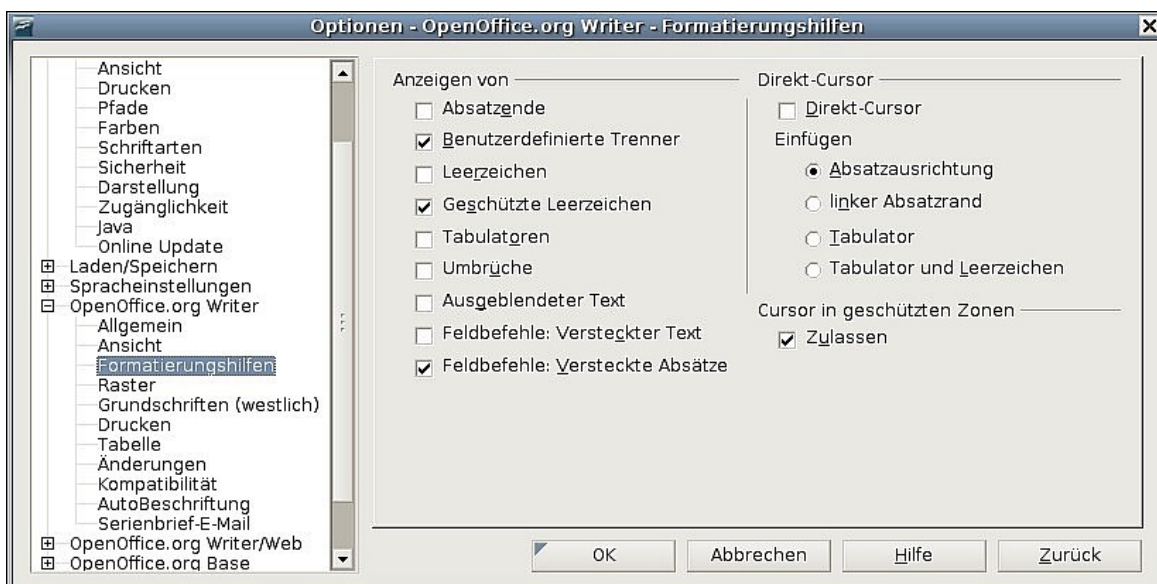 Optionen - OpenOffice.org Writer - Formatierungshilfen
Ansicht
Drucken
Pfade
Farben
Schriftarten
Sicherheit
Darstellung
Zugänglichkeit
Java
Online Update
Laden/Speichern
Spracheinstellungen
OpenOffice.org Writer
Allgemein
Ansicht
Formatierungshilfen
Raster
Grundschriften (westlich)
Drucken
Tabelle
Änderungen
Kompatibilität
AutoBeschriftung
Serienbrief-E-Mail
OpenOffice.org Writer/Web
OpenOffice.org Base
Anzeigen von
Absatzende
Benutzerdefinierte Trenner
Leerzeichen
Geschützte Leerzeichen
Tabulatoren
Umbrüche
Ausgeblendeter Text
Feldbefehle: Versteckter Text
Feldbefehle: Versteckte Absätze
Direkt-Cursor
Direkt-Cursor
Einfügen
Absatzausrichtung
linker Absatzrand
Tabulator
Tabulator und Leerzeichen
Cursor in geschützten Zonen
Zulassen
OK
Abbrechen
Hilfe
Zurück